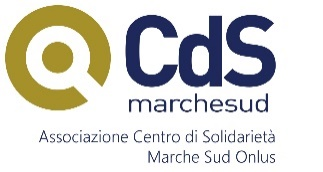 CdS
marchesud
Associazione Centro di Solidarietà
Marche Sud Onlus